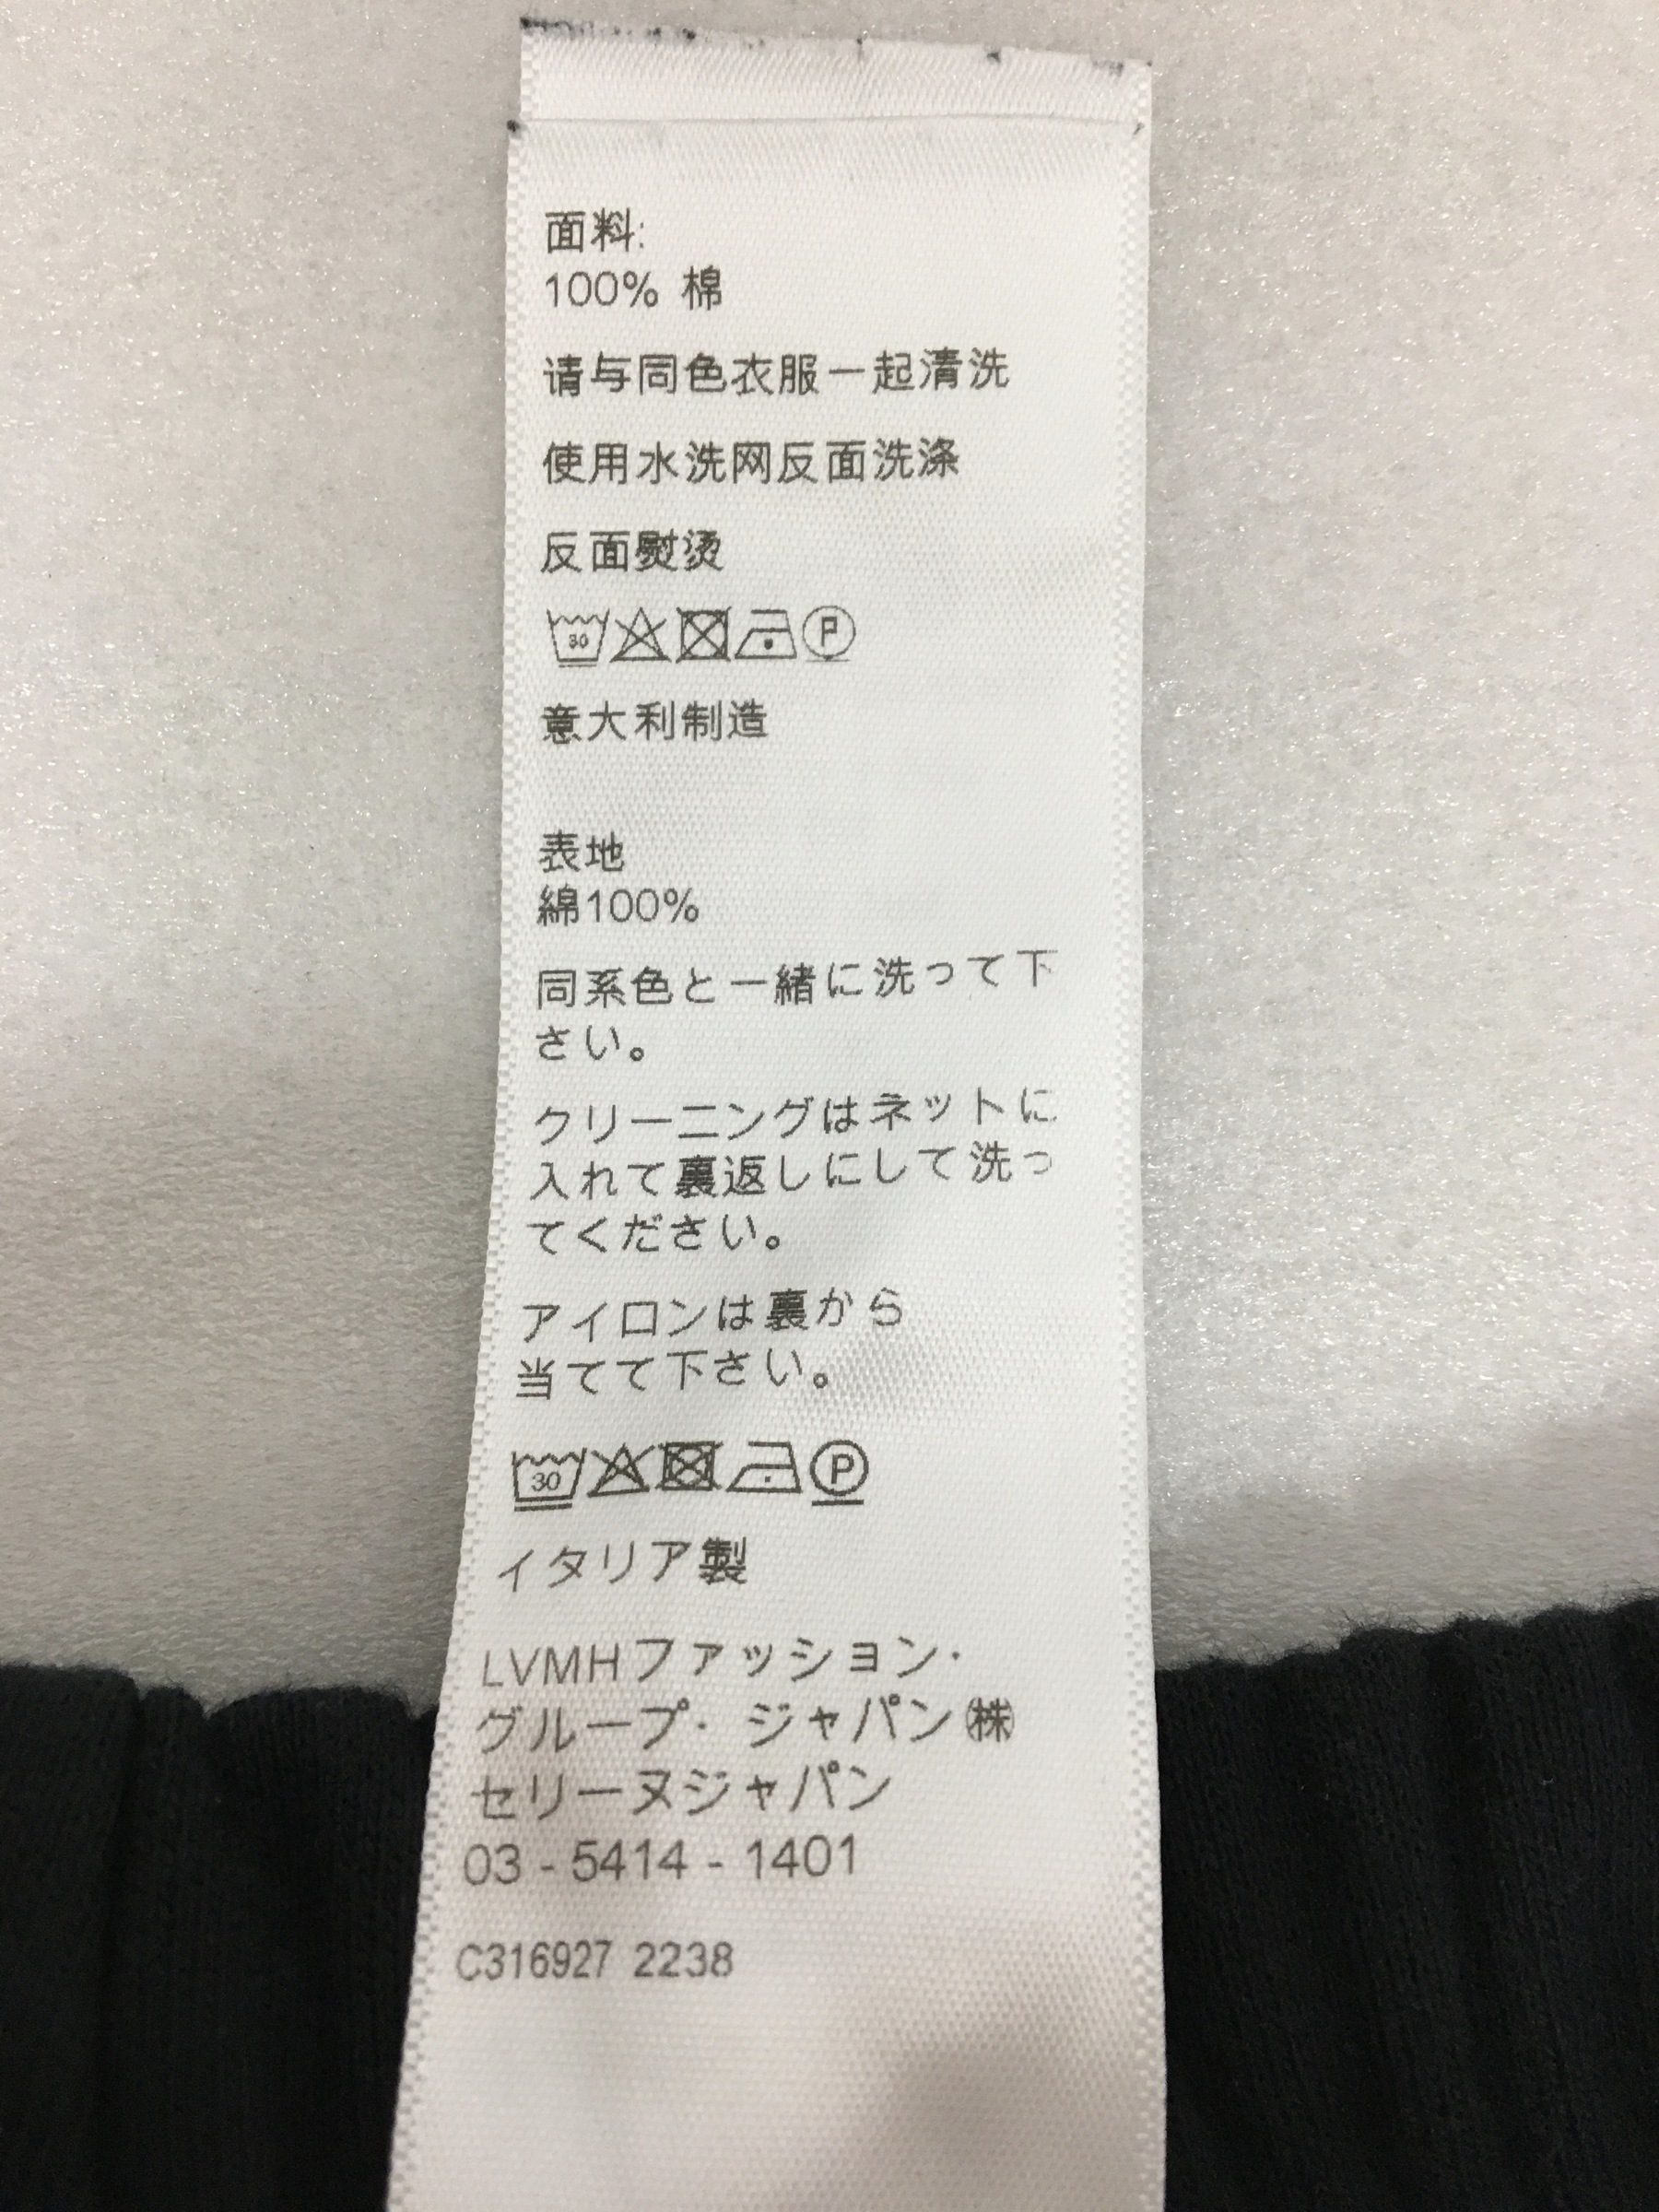 面料:
100% 棉
请与同色衣服一起清洗
使用水洗网反面洗涤
反面熨烫
30 P
意大利制造
表地
綿100%
同系色と一緒に洗って下
さい。
クリーニングはネットに
入れて裏返しにして洗っ
てください。
アイロンは裏から
当てて下さい。
30 P
イタリア製
LVMHファッション・
グループ・ジャパン㈱
セリーヌジャパン
03 - 5414 - 1401
C316927 2238